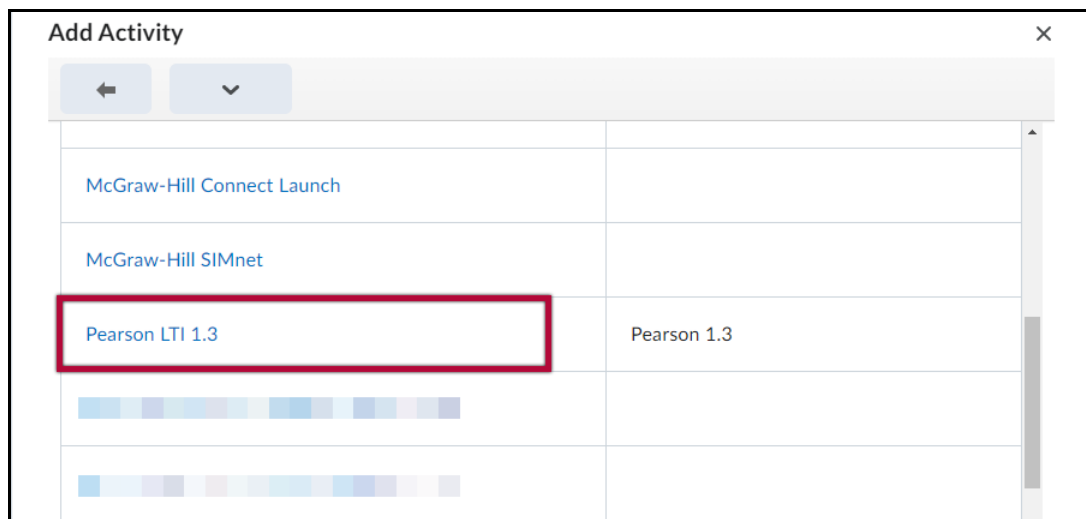 Add Activity
McGraw-Hill Connect Launch
McGraw-Hill SIMnet
Pearson LTI 1.3 Pearson 1.3